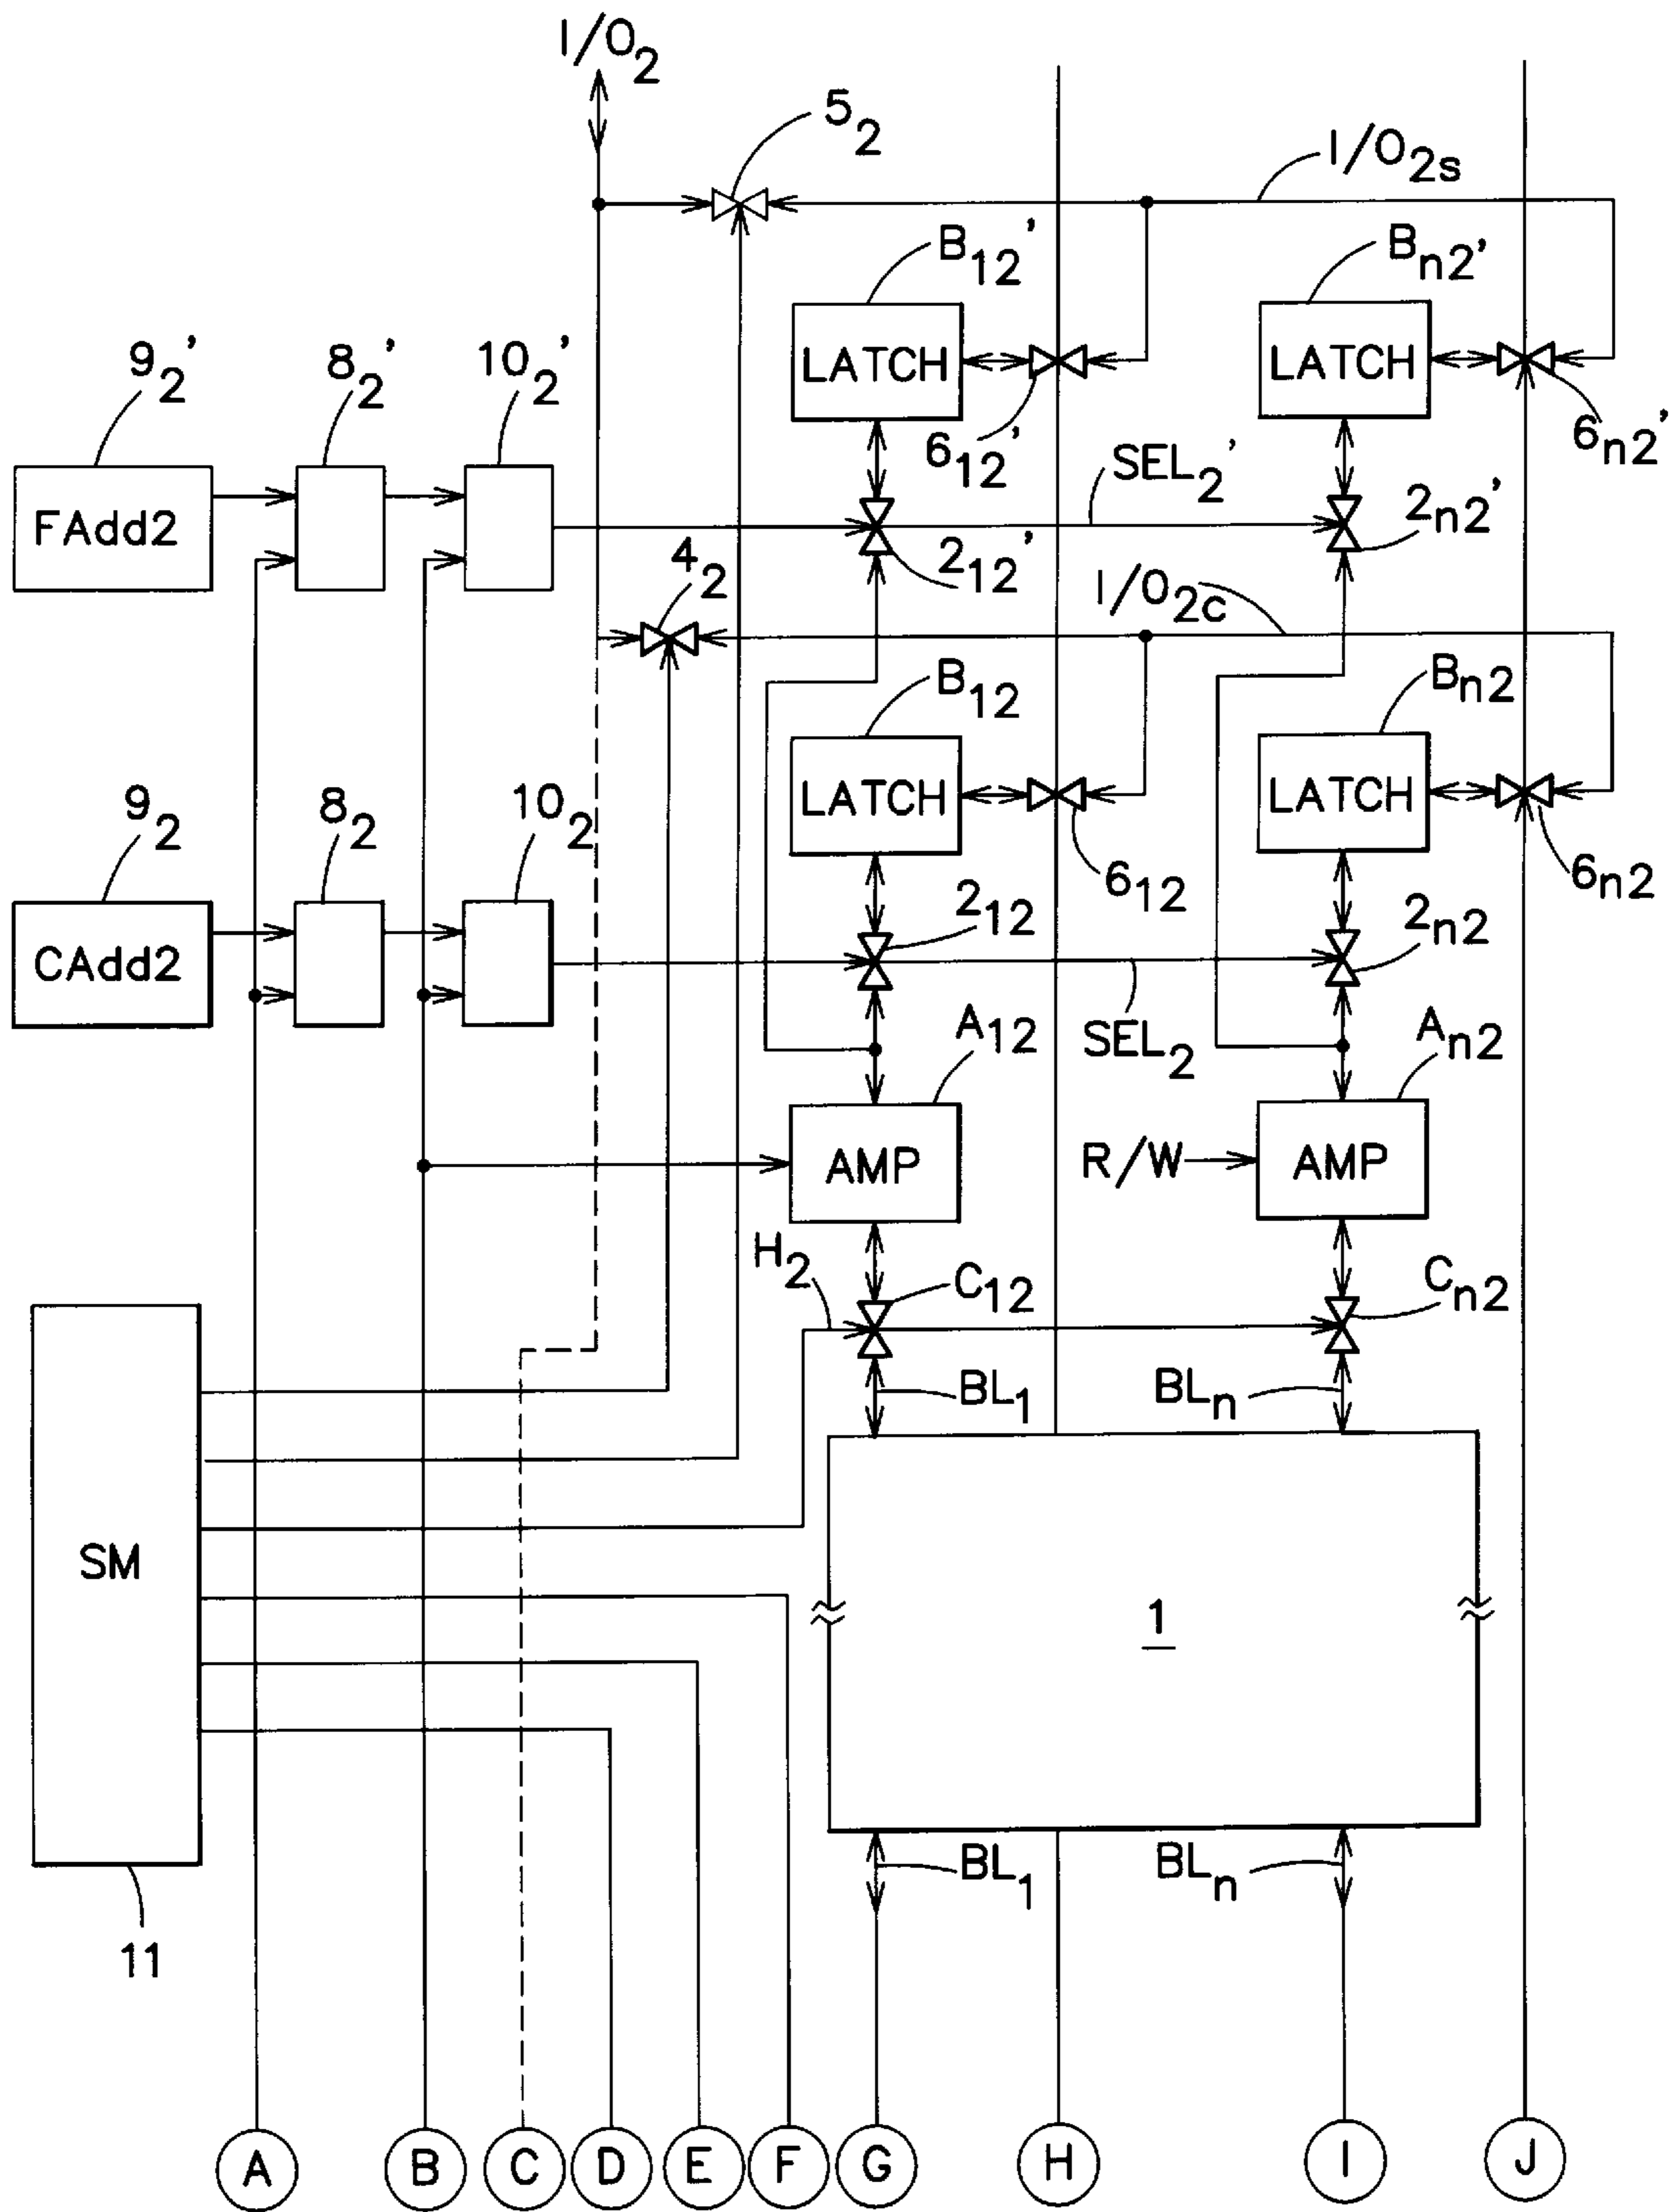 I/O₂
5₂
I/O₂ₛ
B₁₂'
Bₙ₂'
9₂'
8₂'
10₂'
LATCH
LATCH
6₁₂'
6ₙ₂'
SEL₂'
2ₙ₂'
FAdd2
4₂
2₁₂'
I/O₂c
B₁₂
Bₙ₂
9₂
8₂
10₂
LATCH
LATCH
6₁₂
6ₙ₂
2₁₂
2ₙ₂
CAdd2
A₁₂
SEL₂
Aₙ₂
AMP
R/W
AMP
H₂
C₁₂
Cₙ₂
BL₁
BLₙ
SM
1
BL₁
BLₙ
11
A
B
C
D
E
F
G
H
I
J